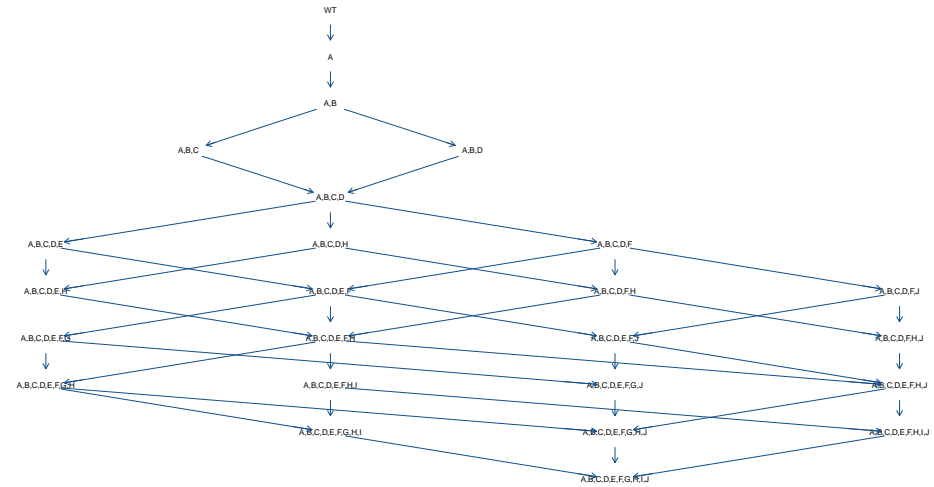 WT
A
A,B
A,B,C
A,B,D
A,B,C,D
A,B,C,D,E
A,B,C,D,H
A,B,C,D,F
A,B,C,D,E,H
A,B,C,D,E,F
A,B,C,D,F,H
A,B,C,D,F,J
A,B,C,D,E,F,G
A,B,C,D,E,F,H
A,B,C,D,E,F,J
A,B,C,D,F,H,J
A,B,C,D,E,F,G,H
A,B,C,D,E,F,H,I
A,B,C,D,E,F,G,J
A,B,C,D,E,F,H,J
A,B,C,D,E,F,G,H,I
A,B,C,D,E,F,G,H,J
A,B,C,D,E,F,H,I,J
A,B,C,D,E,F,G,H,I,J